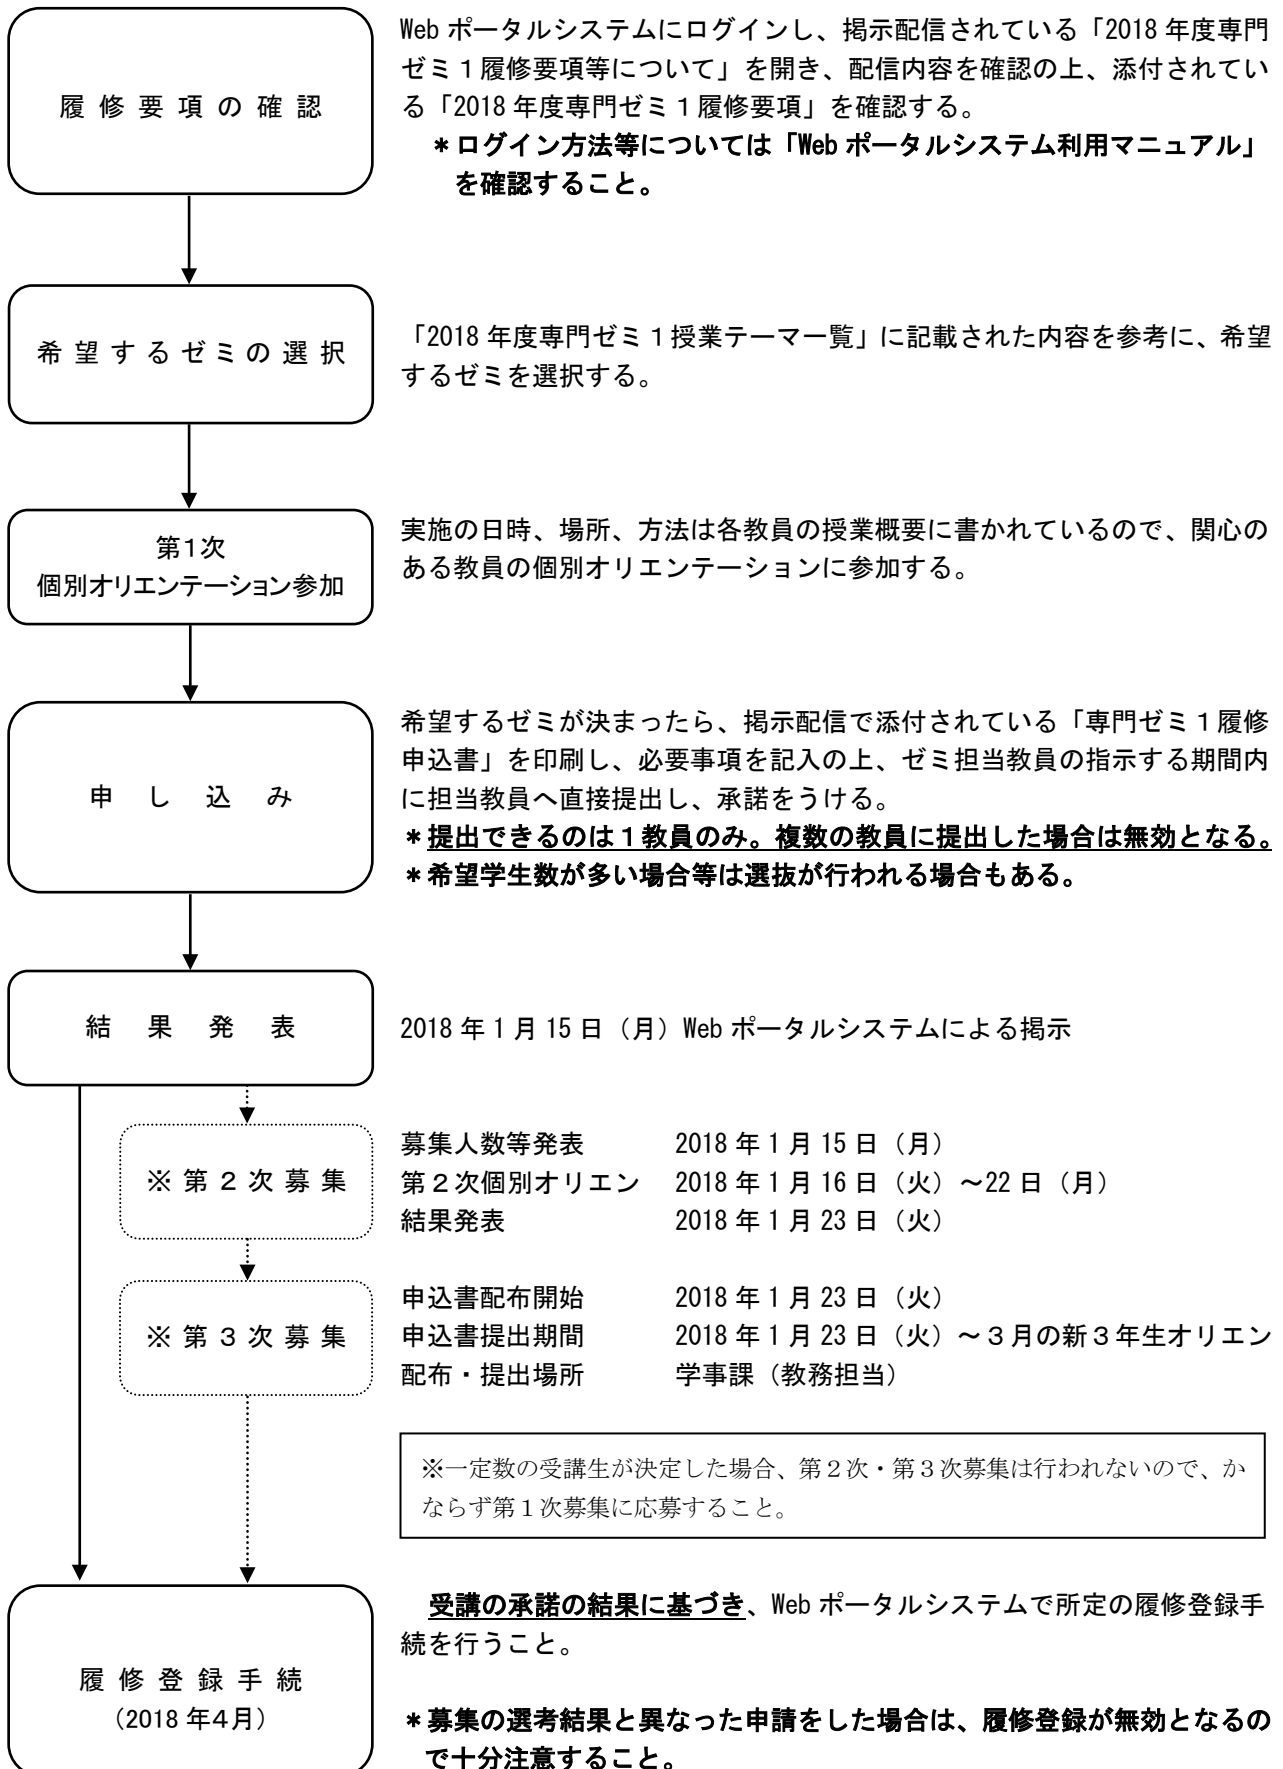 履修要項の確認
Web ポータルシステムにログインし、掲示配信されている「2018 年度専門
ゼミ１履修要項等について」を開き、配信内容を確認の上、添付されてい
る「2018 年度専門ゼミ１履修要項」を確認する。
＊ログイン方法等については「Web ポータルシステム利用マニュアル」
を確認すること。
希望するゼミの選択
「2018 年度専門ゼミ１授業テーマ一覧」に記載された内容を参考に、希望
するゼミを選択する。
第1次
個別オリエンテーション参加
実施の日時、場所、方法は各教員の授業概要に書かれているので、関心の
ある教員の個別オリエンテーションに参加する。
申し込み
希望するゼミが決まったら、掲示配信で添付されている「専門ゼミ１履修
申込書」を印刷し、必要事項を記入の上、ゼミ担当教員の指示する期間内
に担当教員へ直接提出し、承諾をうける。
＊提出できるのは１教員のみ。複数の教員に提出した場合は無効となる。
＊希望学生数が多い場合等は選抜が行われる場合もある。
結果発表
2018 年 1 月 15 日（月）Web ポータルシステムによる掲示
※第２次募集
募集人数等発表 2018 年 1 月 15 日（月）
第２次個別オリエン 2018 年 1 月 16 日（火）～22 日（月）
結果発表 2018 年 1 月 23 日（火）
※第３次募集
申込書配布開始 2018 年 1 月 23 日（火）
申込書提出期間 2018 年 1 月 23 日（火）～３月の新３年生オリエン
配布・提出場所 学事課（教務担当）
※一定数の受講生が決定した場合、第２次・第３次募集は行われないので、か
ならず第１次募集に応募すること。
履修登録手続
（2018 年4月）
受講の承諾の結果に基づき、Web ポータルシステムで所定の履修登録手
続を行うこと。
＊募集の選考結果と異なった申請をした場合は、履修登録が無効となるの
で十分注意すること。